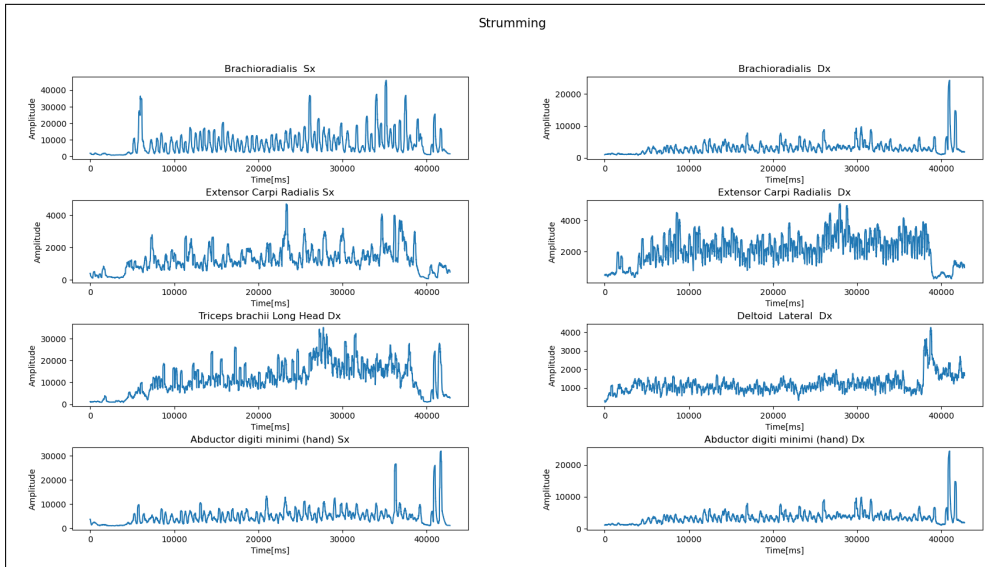 Strumming
Brachioradialis  Sx
Amplitude
40000
30000
20000
10000
0
0 10000 20000 30000 40000
Time[ms]
Brachioradialis  Dx
Amplitude
20000
10000
0
0 10000 20000 30000 40000
Time[ms]
Extensor Carpi Radialis Sx
Amplitude
4000
2000
0
0 10000 20000 30000 40000
Time[ms]
Extensor Carpi Radialis  Dx
Amplitude
4000
2000
0 10000 20000 30000 40000
Time[ms]
Triceps brachii Long Head Dx
Amplitude
30000
20000
10000
0
0 10000 20000 30000 40000
Time[ms]
Deltoid  Lateral  Dx
Amplitude
4000
3000
2000
1000
0 10000 20000 30000 40000
Time[ms]
Abductor digiti minimi (hand) Sx
Amplitude
30000
20000
10000
0
0 10000 20000 30000 40000
Time[ms]
Abductor digiti minimi (hand) Dx
Amplitude
20000
10000
0
0 10000 20000 30000 40000
Time[ms]